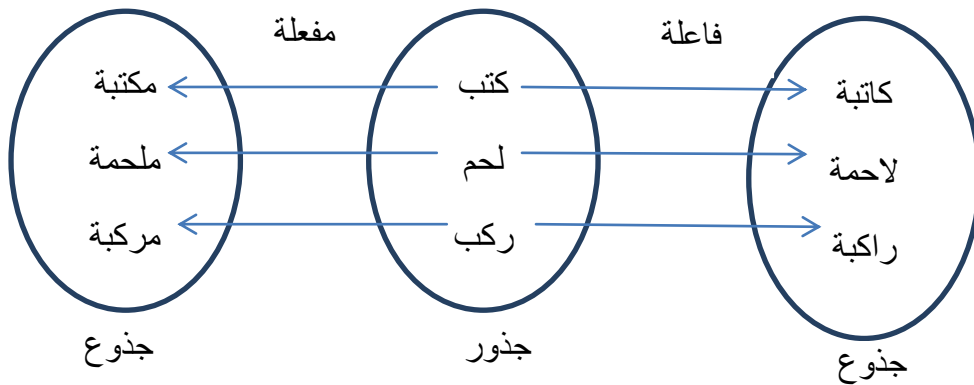 فاعلة
مفعلة
كاتبة
كتب
مكتبة
لاحمة
لحم
ملحمة
راكبة
ركب
مركبة
جذوع
جذور
جذوع